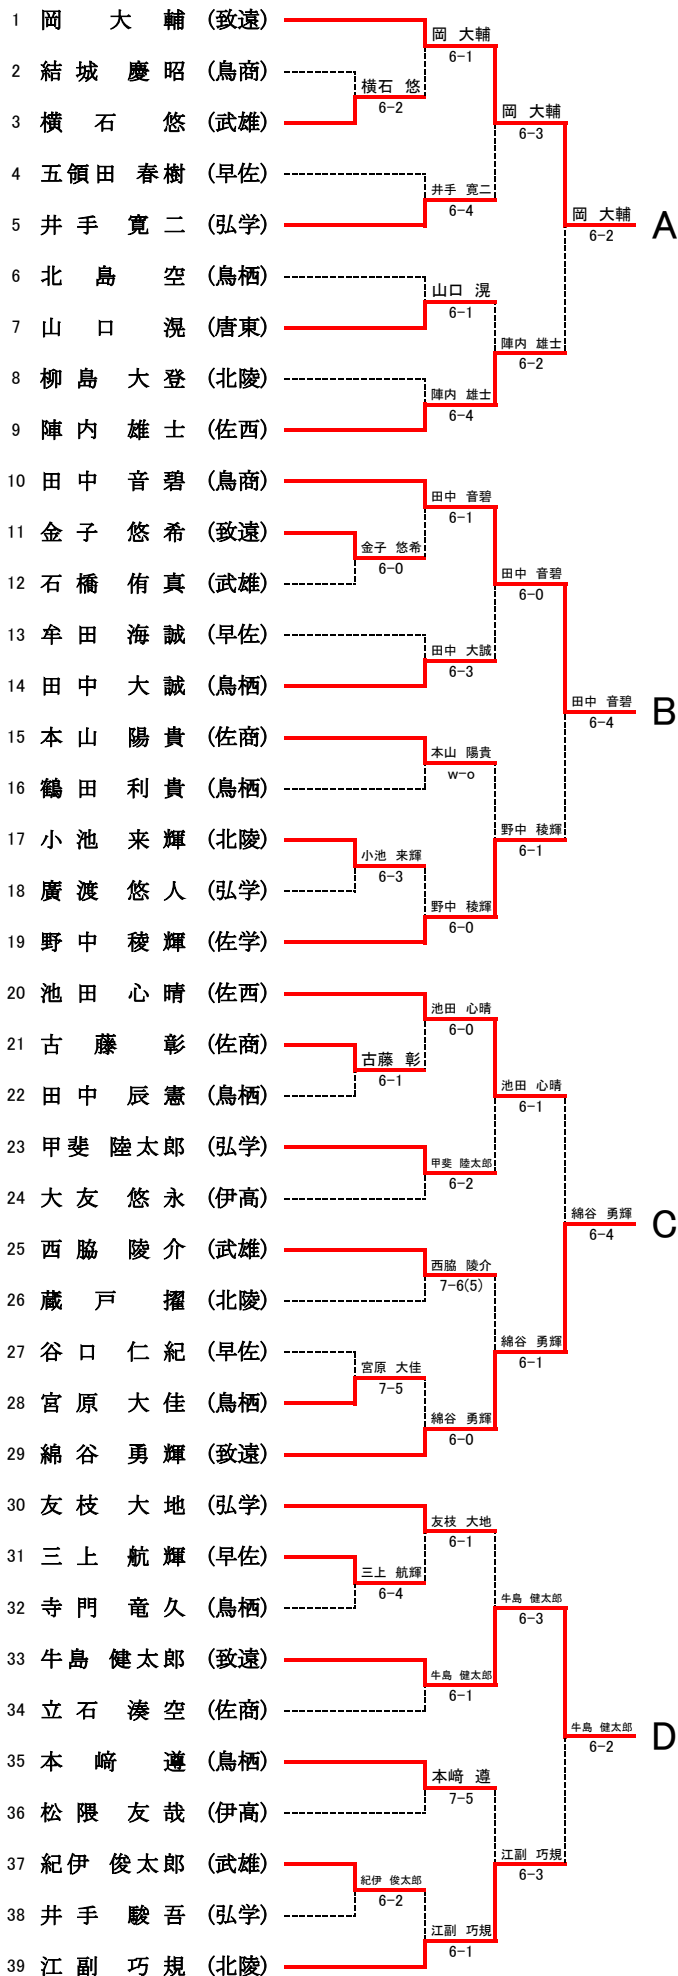 1 岡 大 輔 (致遠)
岡 大輔
6-1
2 結城 慶昭 (鳥商)
横石 悠
6-2
3 横 石 悠 (武雄)
岡 大輔
6-3
4 五領田 春樹 (早佐)
井手 寛二
6-4
5 井手 寛二 (弘学)
岡 大輔
6-2
A
6 北 島 空 (鳥栖)
山口 滉
6-1
7 山 口 滉 (唐東)
陣内 雄士
6-2
8 柳島 大登 (北陵)
陣内 雄士
6-4
9 陣内 雄士 (佐西)
10 田中 音碧 (鳥商)
田中 音碧
6-1
11 金子 悠希 (致遠)
金子 悠希
6-0
12 石橋 侑真 (武雄)
田中 音碧
6-0
13 牟田 海誠 (早佐)
田中 大誠
6-3
14 田中 大誠 (鳥栖)
田中 音碧
6-4
B
15 本山 陽貴 (佐商)
本山 陽貴
w-o
16 鶴田 利貴 (鳥栖)
17 小池 来輝 (北陵)
小池 来輝
6-3
野中 稜輝
6-1
18 廣渡 悠人 (弘学)
野中 稜輝
6-0
19 野中 稜輝 (佐学)
20 池田 心晴 (佐西)
池田 心晴
6-0
21 古 藤 彰 (佐商)
古藤 彰
6-1
22 田中 辰憲 (鳥栖)
池田 心晴
6-1
23 甲斐 陸太郎 (弘学)
甲斐 陸太郎
6-2
24 大友 悠永 (伊高)
綿谷 勇輝
6-4
C
25 西脇 陵介 (武雄)
西脇 陵介
7-6(5)
26 蔵 戸 擢 (北陵)
27 谷口 仁紀 (早佐)
宮原 大佳
7-5
綿谷 勇輝
6-1
28 宮原 大佳 (鳥栖)
綿谷 勇輝
6-0
29 綿谷 勇輝 (致遠)
30 友枝 大地 (弘学)
友枝 大地
6-1
31 三上 航輝 (早佐)
三上 航輝
6-4
32 寺門 竜久 (鳥栖)
牛島 健太郎
6-3
33 牛島 健太郎 (致遠)
牛島 健太郎
6-1
34 立石 湊空 (佐商)
牛島 健太郎
6-2
D
35 本 﨑 遵 (鳥栖)
本﨑 遵
7-5
36 松隈 友哉 (伊高)
37 紀伊 俊太郎 (武雄)
紀伊 俊太郎
6-2
江副 巧規
6-3
38 井手 駿吾 (弘学)
江副 巧規
6-1
39 江副 巧規 (北陵)